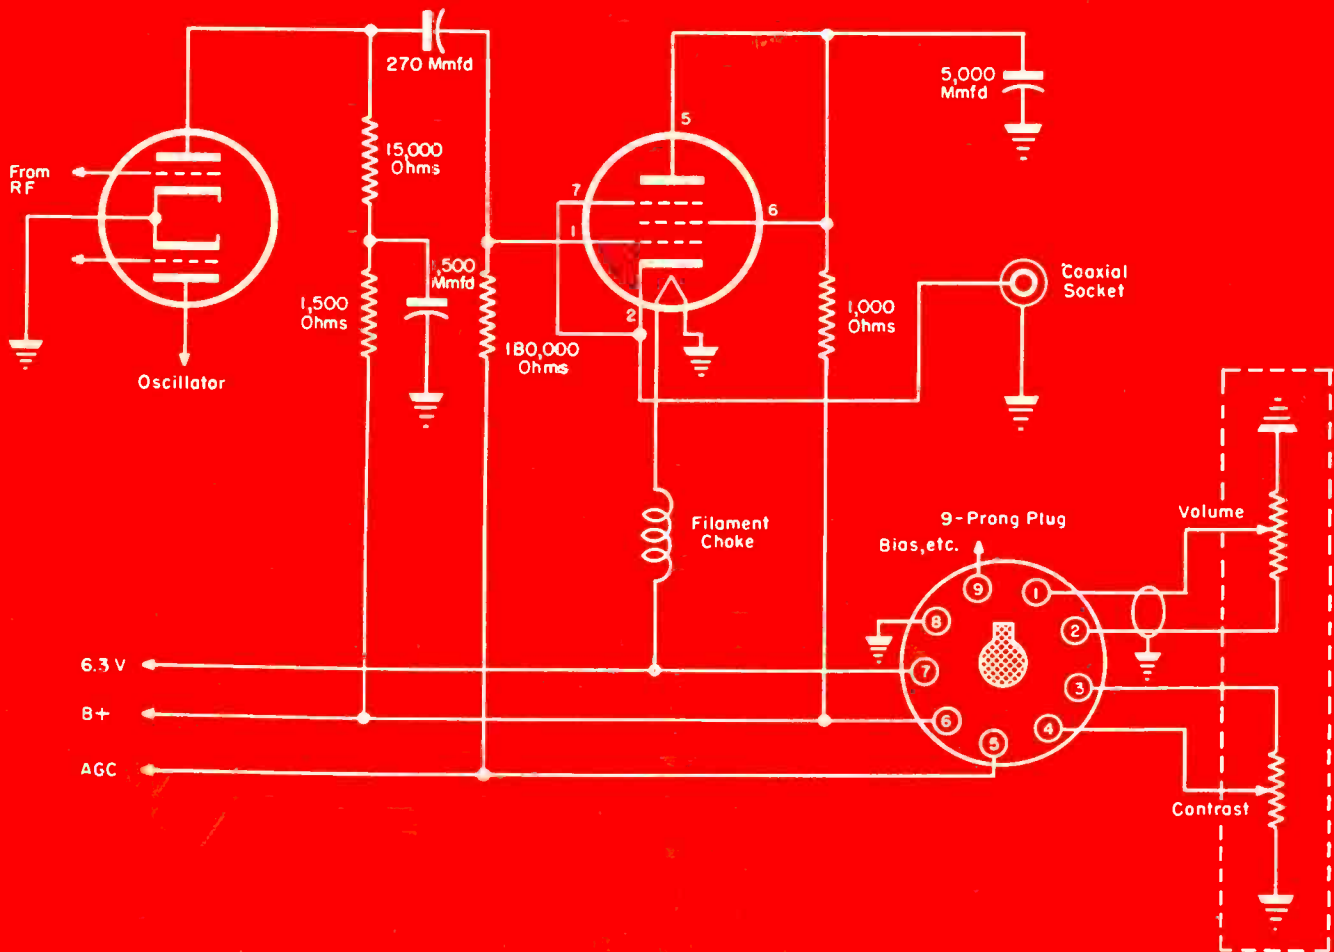 270 Mmfd
5,000
Mmfd
5
15,000
Ohms
From
RF
7
6
1
Coaxial
Socket
1,500
Mmfd
1,500
Ohms
1,000
Ohms
2
180,000
Ohms
Oscillator
Filament
Choke
9-Prong Plug
Volume
Bias, etc.
9
1
8
2
6.3 V
7
3
B+
6
4
5
AGC
Contrast